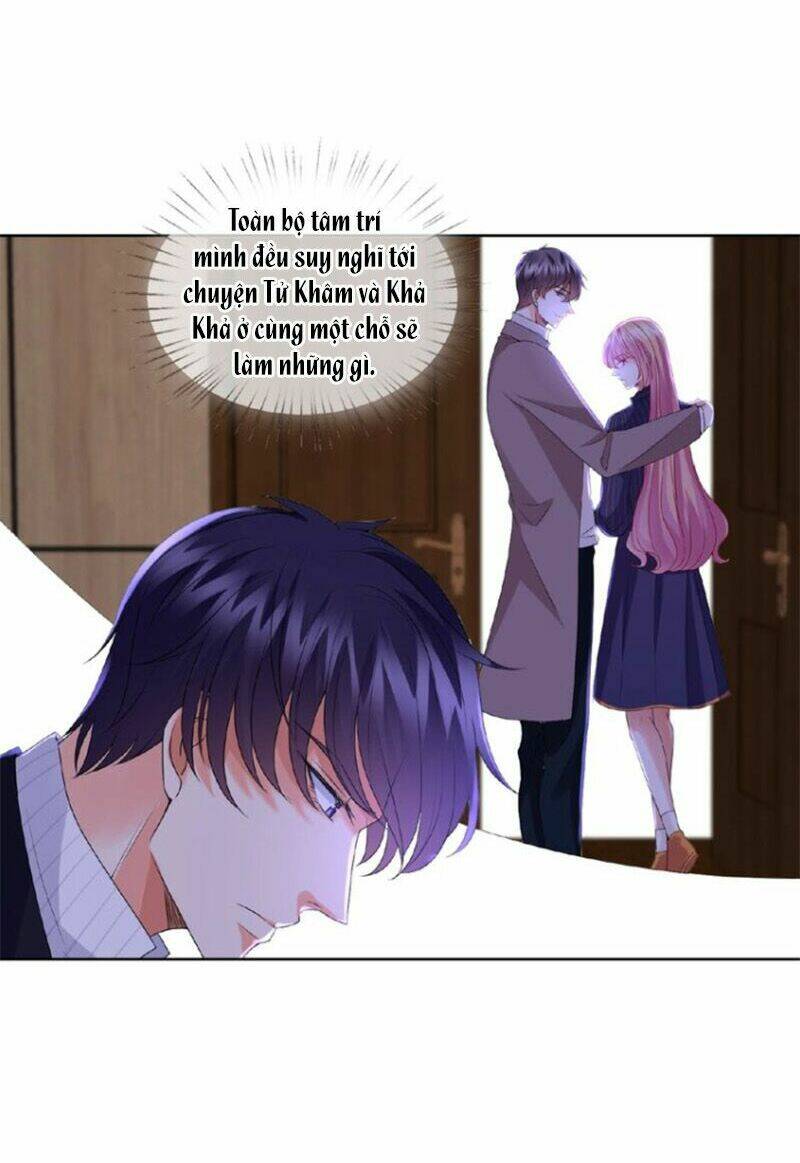 Toàn bộ tâm trí
mình đều suy nghĩ tới
chuyện Tử Khâm và Khả
Khả ở cùng một chỗ sẽ
làm những gì.